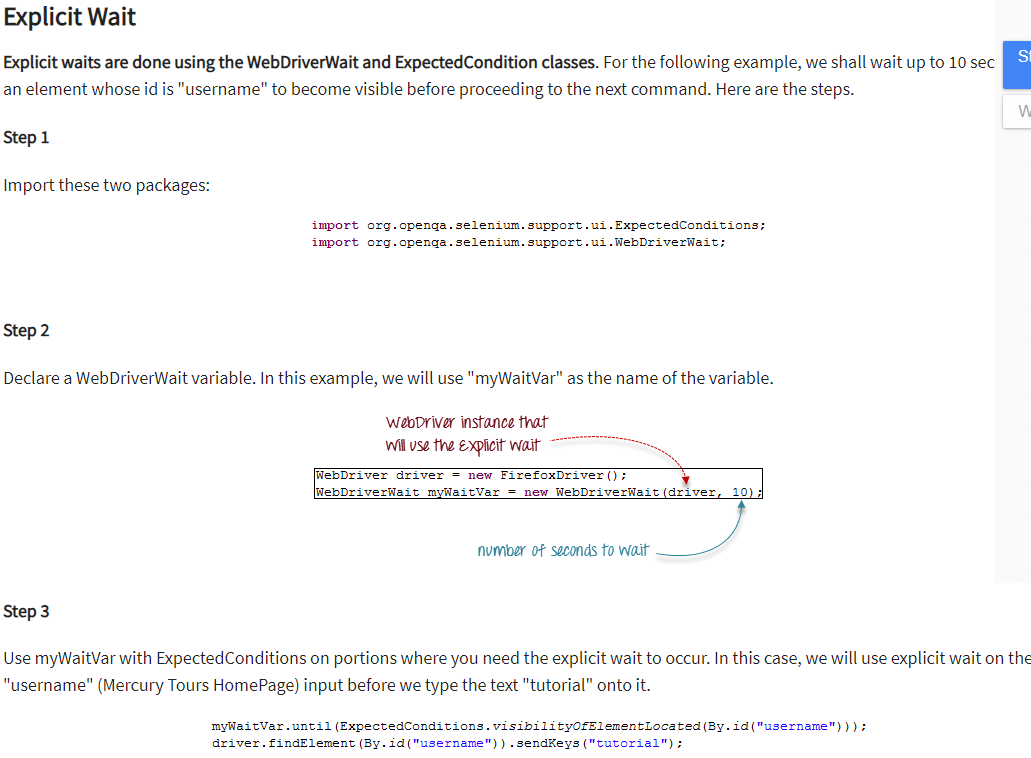 Explicit Wait
Explicit waits are done using the WebDriverWait and ExpectedCondition classes. For the following example, we shall wait up to 10 sec
an element whose id is "username" to become visible before proceeding to the next command. Here are the steps.
Step 1
Import these two packages:
import org.openqa.selenium.support.ui.ExpectedConditions;
import org.openqa.selenium.support.ui.WebDriverWait;
Step 2
Declare a WebDriverWait variable. In this example, we will use "myWaitVar" as the name of the variable.
WebDriver instance that
will use the Explicit wait
WebDriver driver = new FirefoxDriver();
WebDriverWait myWaitVar = new WebDriverWait(driver, 10);
number of seconds to wait
Step 3
Use myWaitVar with ExpectedConditions on portions where you need the explicit wait to occur. In this case, we will use explicit wait on the
"username" (Mercury Tours HomePage) input before we type the text "tutorial" onto it.
myWaitVar.until(ExpectedConditions.visibilityOfElementLocated(By.id("username")));
driver.findElement(By.id("username")).sendKeys("tutorial");